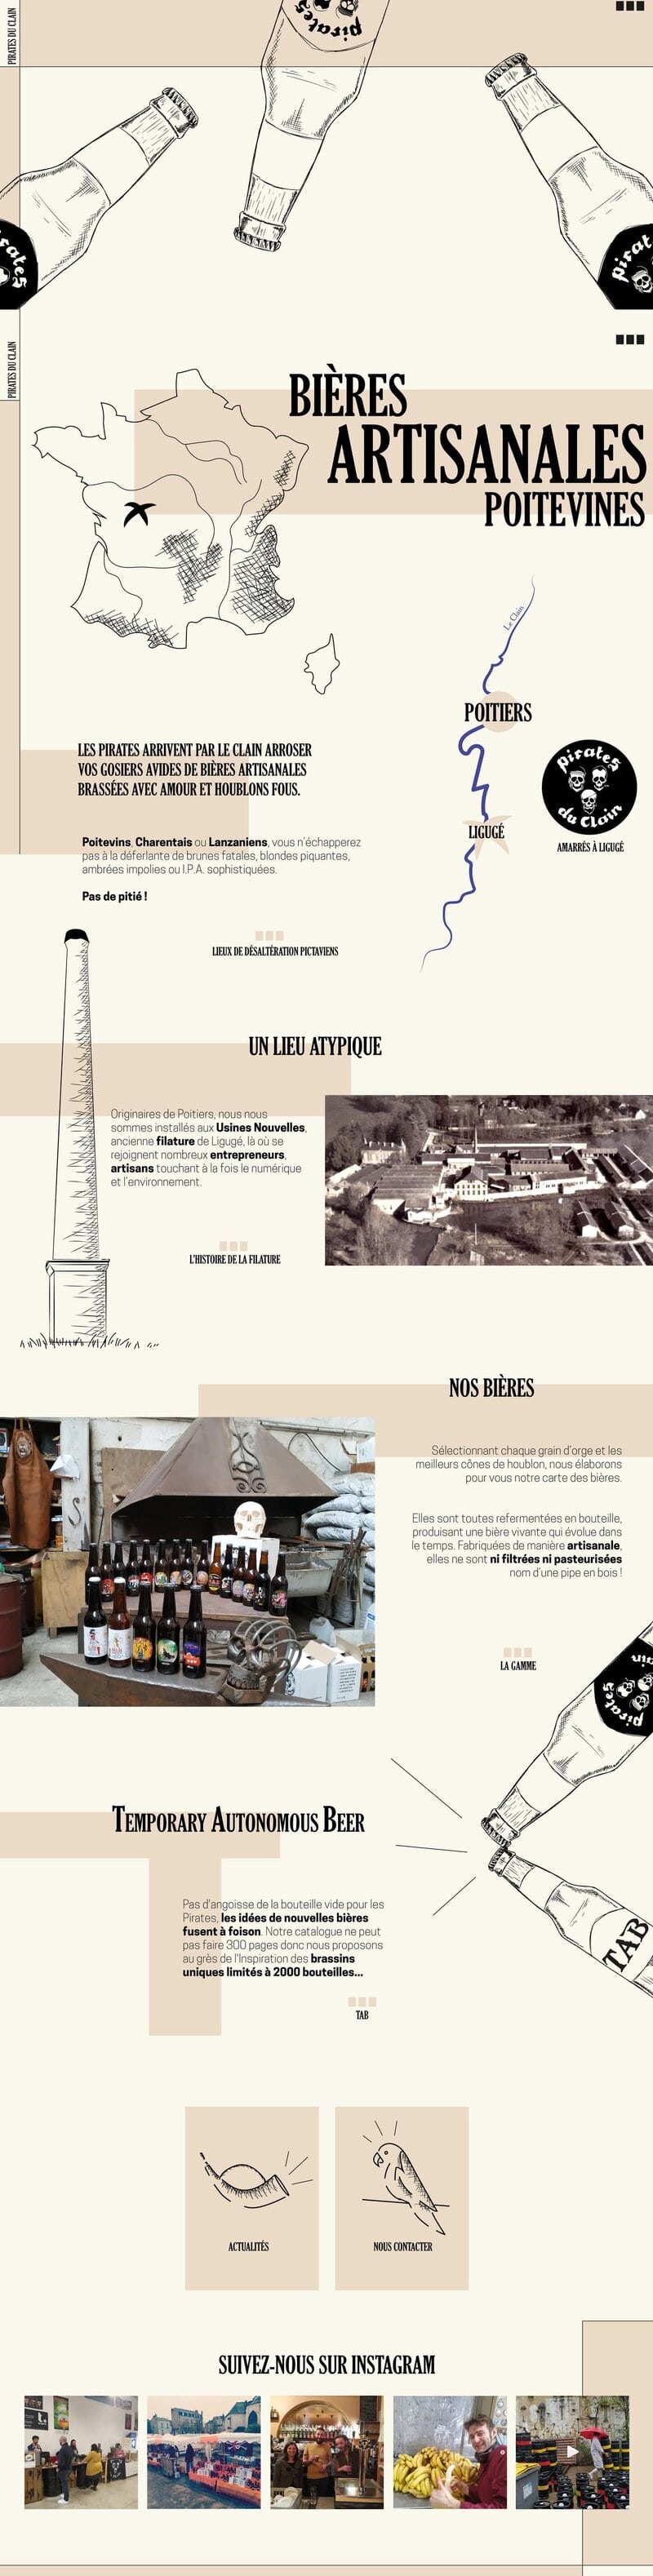 PIRATES DU CLAIN
pirates
pirates
pirates
PIRATES DU CLAIN
BIÈRES
ARTISANALES
POITEVINES
Le Clain
POITIERS
LIGUGÉ
pirates
du Clain
AMARRÉS À LIGUGÉ
LES PIRATES ARRIVENT PAR LE CLAIN ARROSER
VOS GOSIERS AVIDES DE BIÈRES ARTISANALES
BRASSÉES AVEC AMOUR ET HOUBLONS FOUS.
Poitevins, Charentais ou Lanzaniens, vous n'échapperez
pas à la déferlante de brunes fatales, blondes piquantes,
ambrées impolies ou I.P.A. sophistiquées.
Pas de pitié !
LIEUX DE DÉSALTÉRATION PICTAVIENS
UN LIEU ATYPIQUE
Originaires de Poitiers, nous nous
sommes installés aux Usines Nouvelles,
ancienne filature de Ligugé, là où se
rejoignent nombreux entrepreneurs,
artisans touchant à la fois le numérique
et l'environnement.
L'HISTOIRE DE LA FILATURE
NOS BIÈRES
Sélectionnant chaque grain d'orge et les
meilleurs cônes de houblon, nous élaborons
pour vous notre carte des bières.
Elles sont toutes refermentées en bouteille,
produisant une bière vivante qui évolue dans
le temps. Fabriquées de manière artisanale,
elles ne sont ni filtrées ni pasteurisées
nom d'une pipe en bois !
LA GAMME
pirates
TEMPORARY AUTONOMOUS BEER
Pas d'angoisse de la bouteille vide pour les
Pirates, les idées de nouvelles bières
fusent à foison. Notre catalogue ne peut
pas faire 300 pages donc nous proposons
au grès de l'Inspiration des brassins
uniques limités à 2000 bouteilles...
TAB
TAB
ACTUALITÉS
NOUS CONTACTER
SUIVEZ-NOUS SUR INSTAGRAM